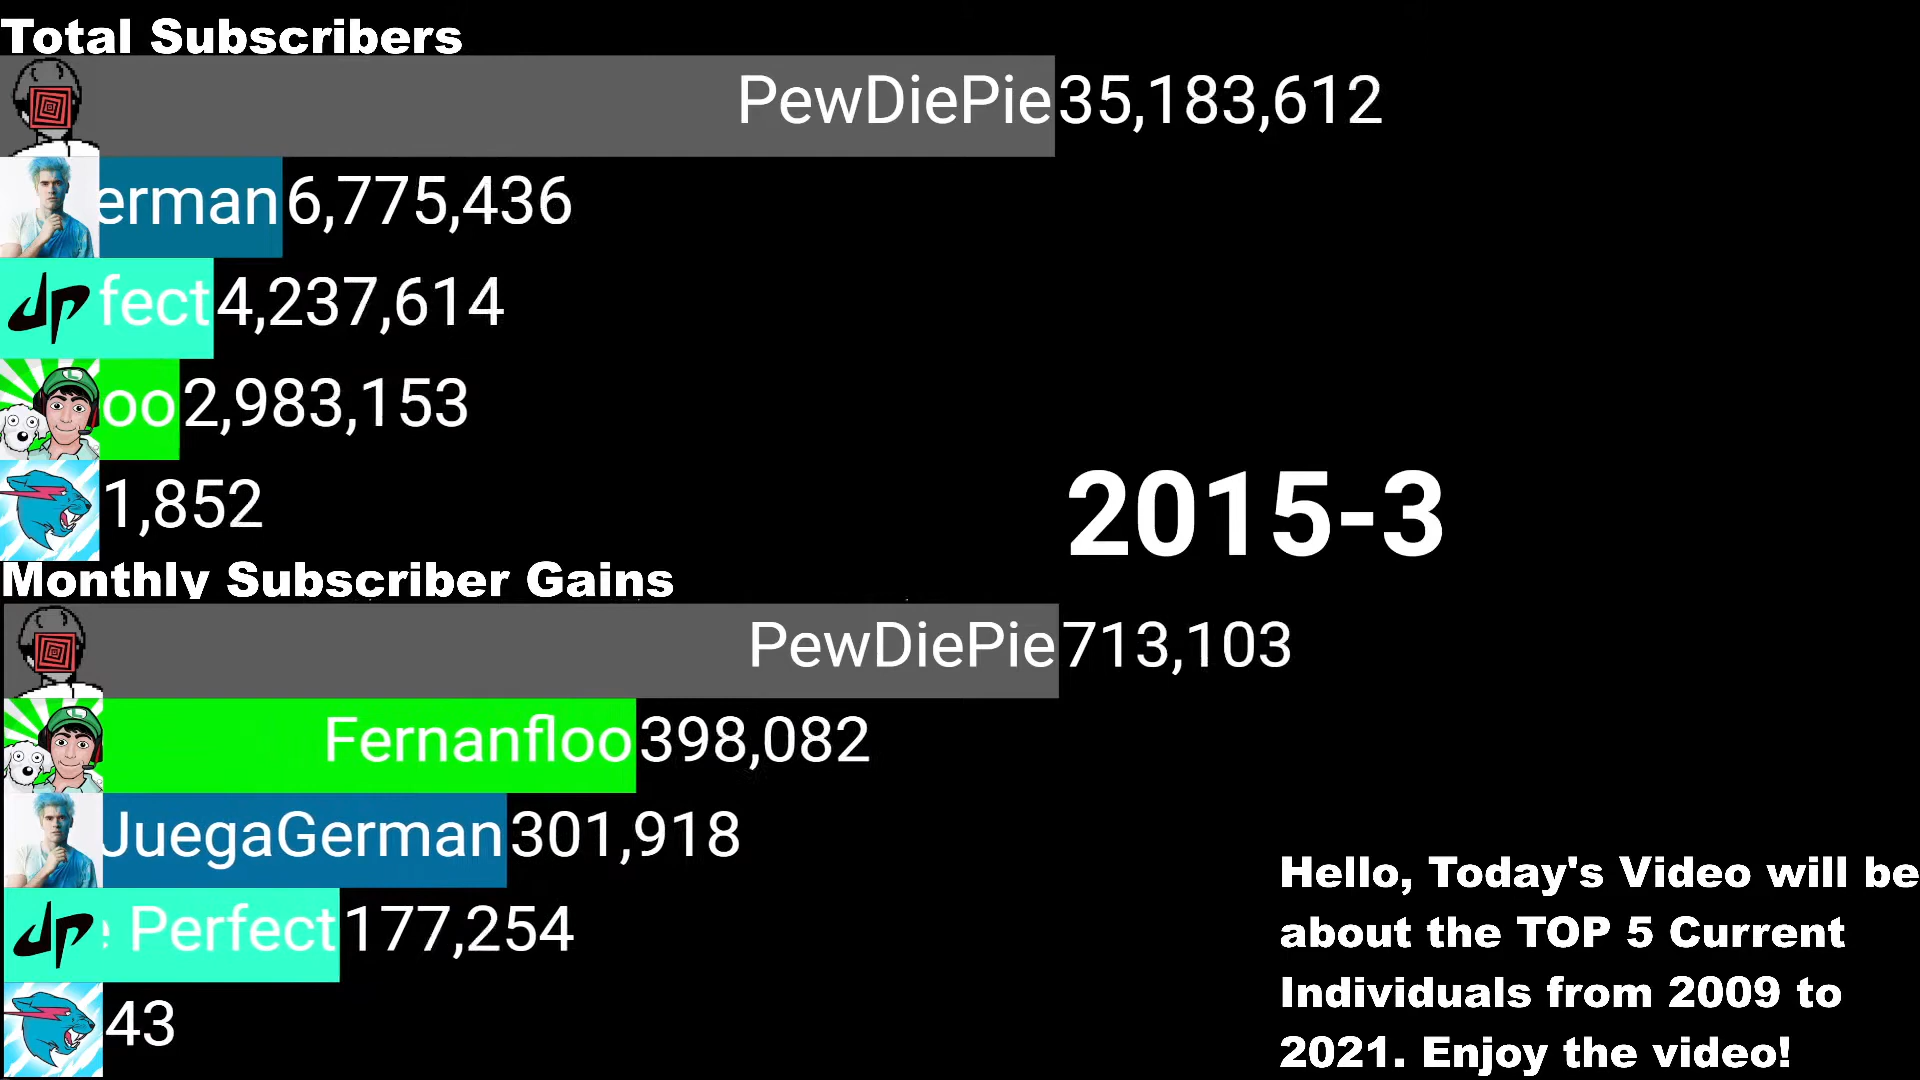 Total Subscribers
PewDiePie 35,183,612
erman 6,775,436
dp fect 4,237,614
L oo 2,983,153
1,852
2015-3
Monthly Subscriber Gains
PewDiePie 713,103
L Fernanfloo 398,082
JuegaGerman 301,918
dp e Perfect 177,254
43
Hello, Today's Video will be
about the TOP 5 Current
Individuals from 2009 to
2021. Enjoy the video!